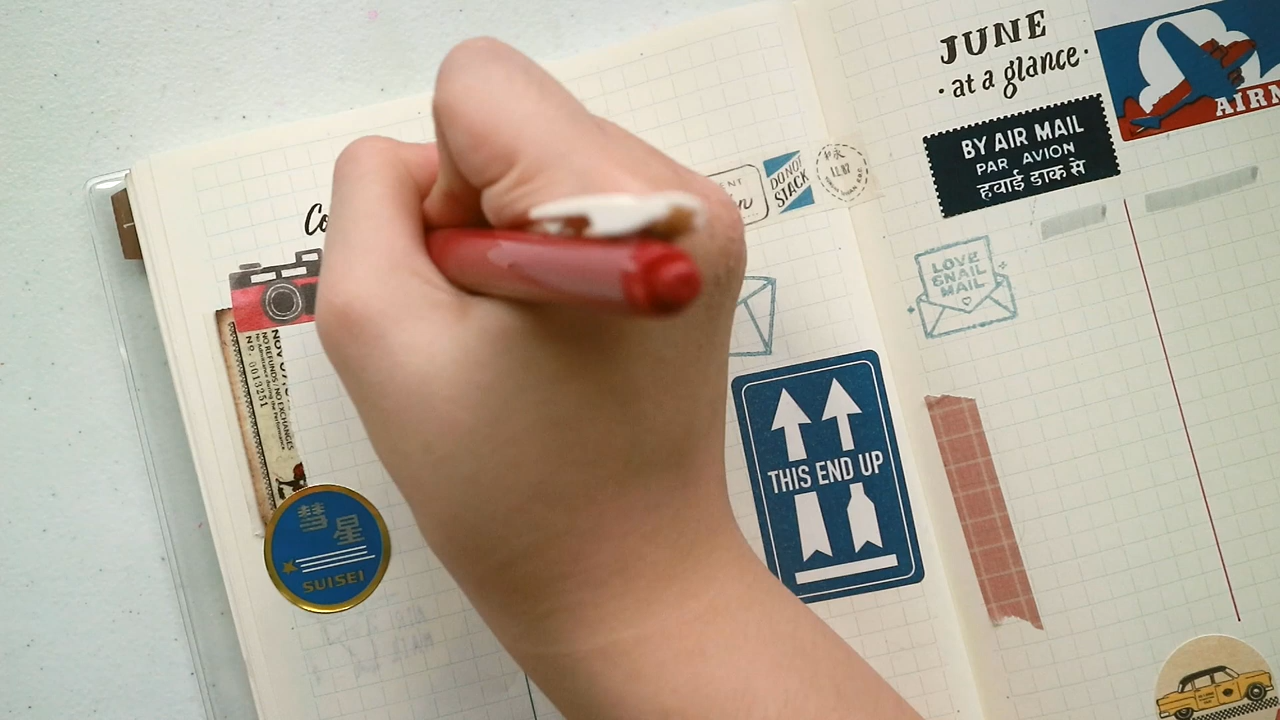 JUNE
· at a glance ·
AIRM
BY AIR MAIL
PAR AVION
हवाई डाक से
DO NOT
STACK
LOVE
SNAIL
MAIL
NO REFUNDS / NO EXCHANGES
No. 0013251
THIS END UP
彗星
SUISEI